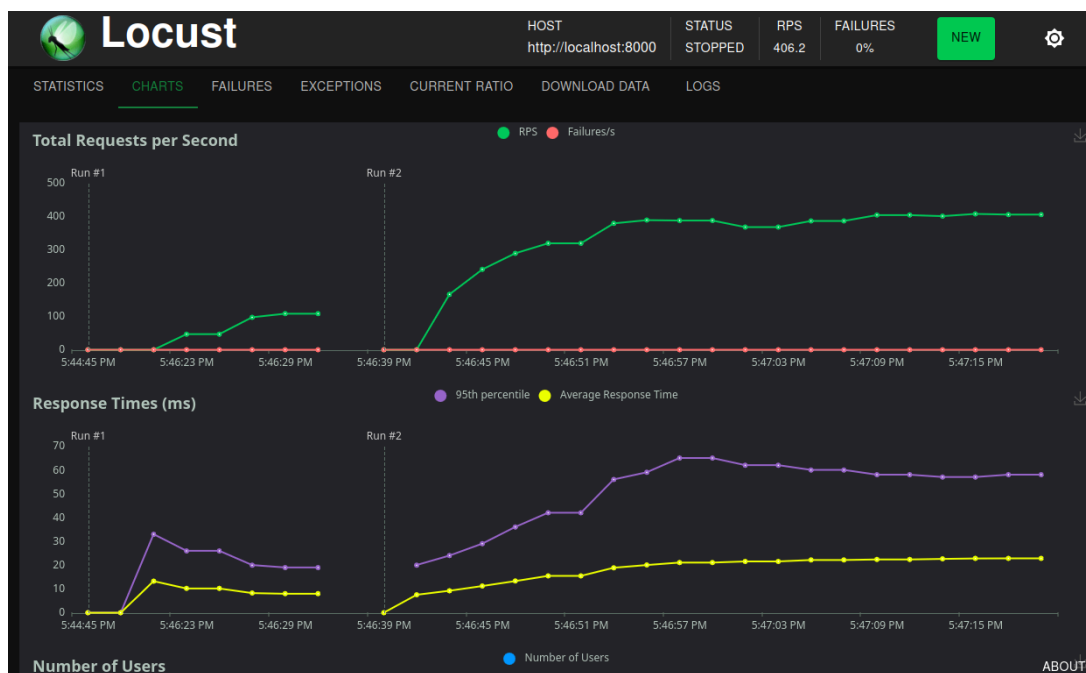 Locust
HOST
http://localhost:8000
STATUS
STOPPED
RPS
406.2
FAILURES
0%
NEW
STATISTICS CHARTS FAILURES EXCEPTIONS CURRENT RATIO DOWNLOAD DATA LOGS
Total Requests per Second
RPS Failures/s
Run #1 Run #2
500
400
300
200
100
0
5:44:45 PM 5:46:23 PM 5:46:29 PM 5:46:39 PM 5:46:45 PM 5:46:51 PM 5:46:57 PM 5:47:03 PM 5:47:09 PM 5:47:15 PM
Response Times (ms)
95th percentile Average Response Time
Run #1 Run #2
70
60
50
40
30
20
10
0
5:44:45 PM 5:46:23 PM 5:46:29 PM 5:46:39 PM 5:46:45 PM 5:46:51 PM 5:46:57 PM 5:47:03 PM 5:47:09 PM 5:47:15 PM
Number of Users
Number of Users
ABOUT